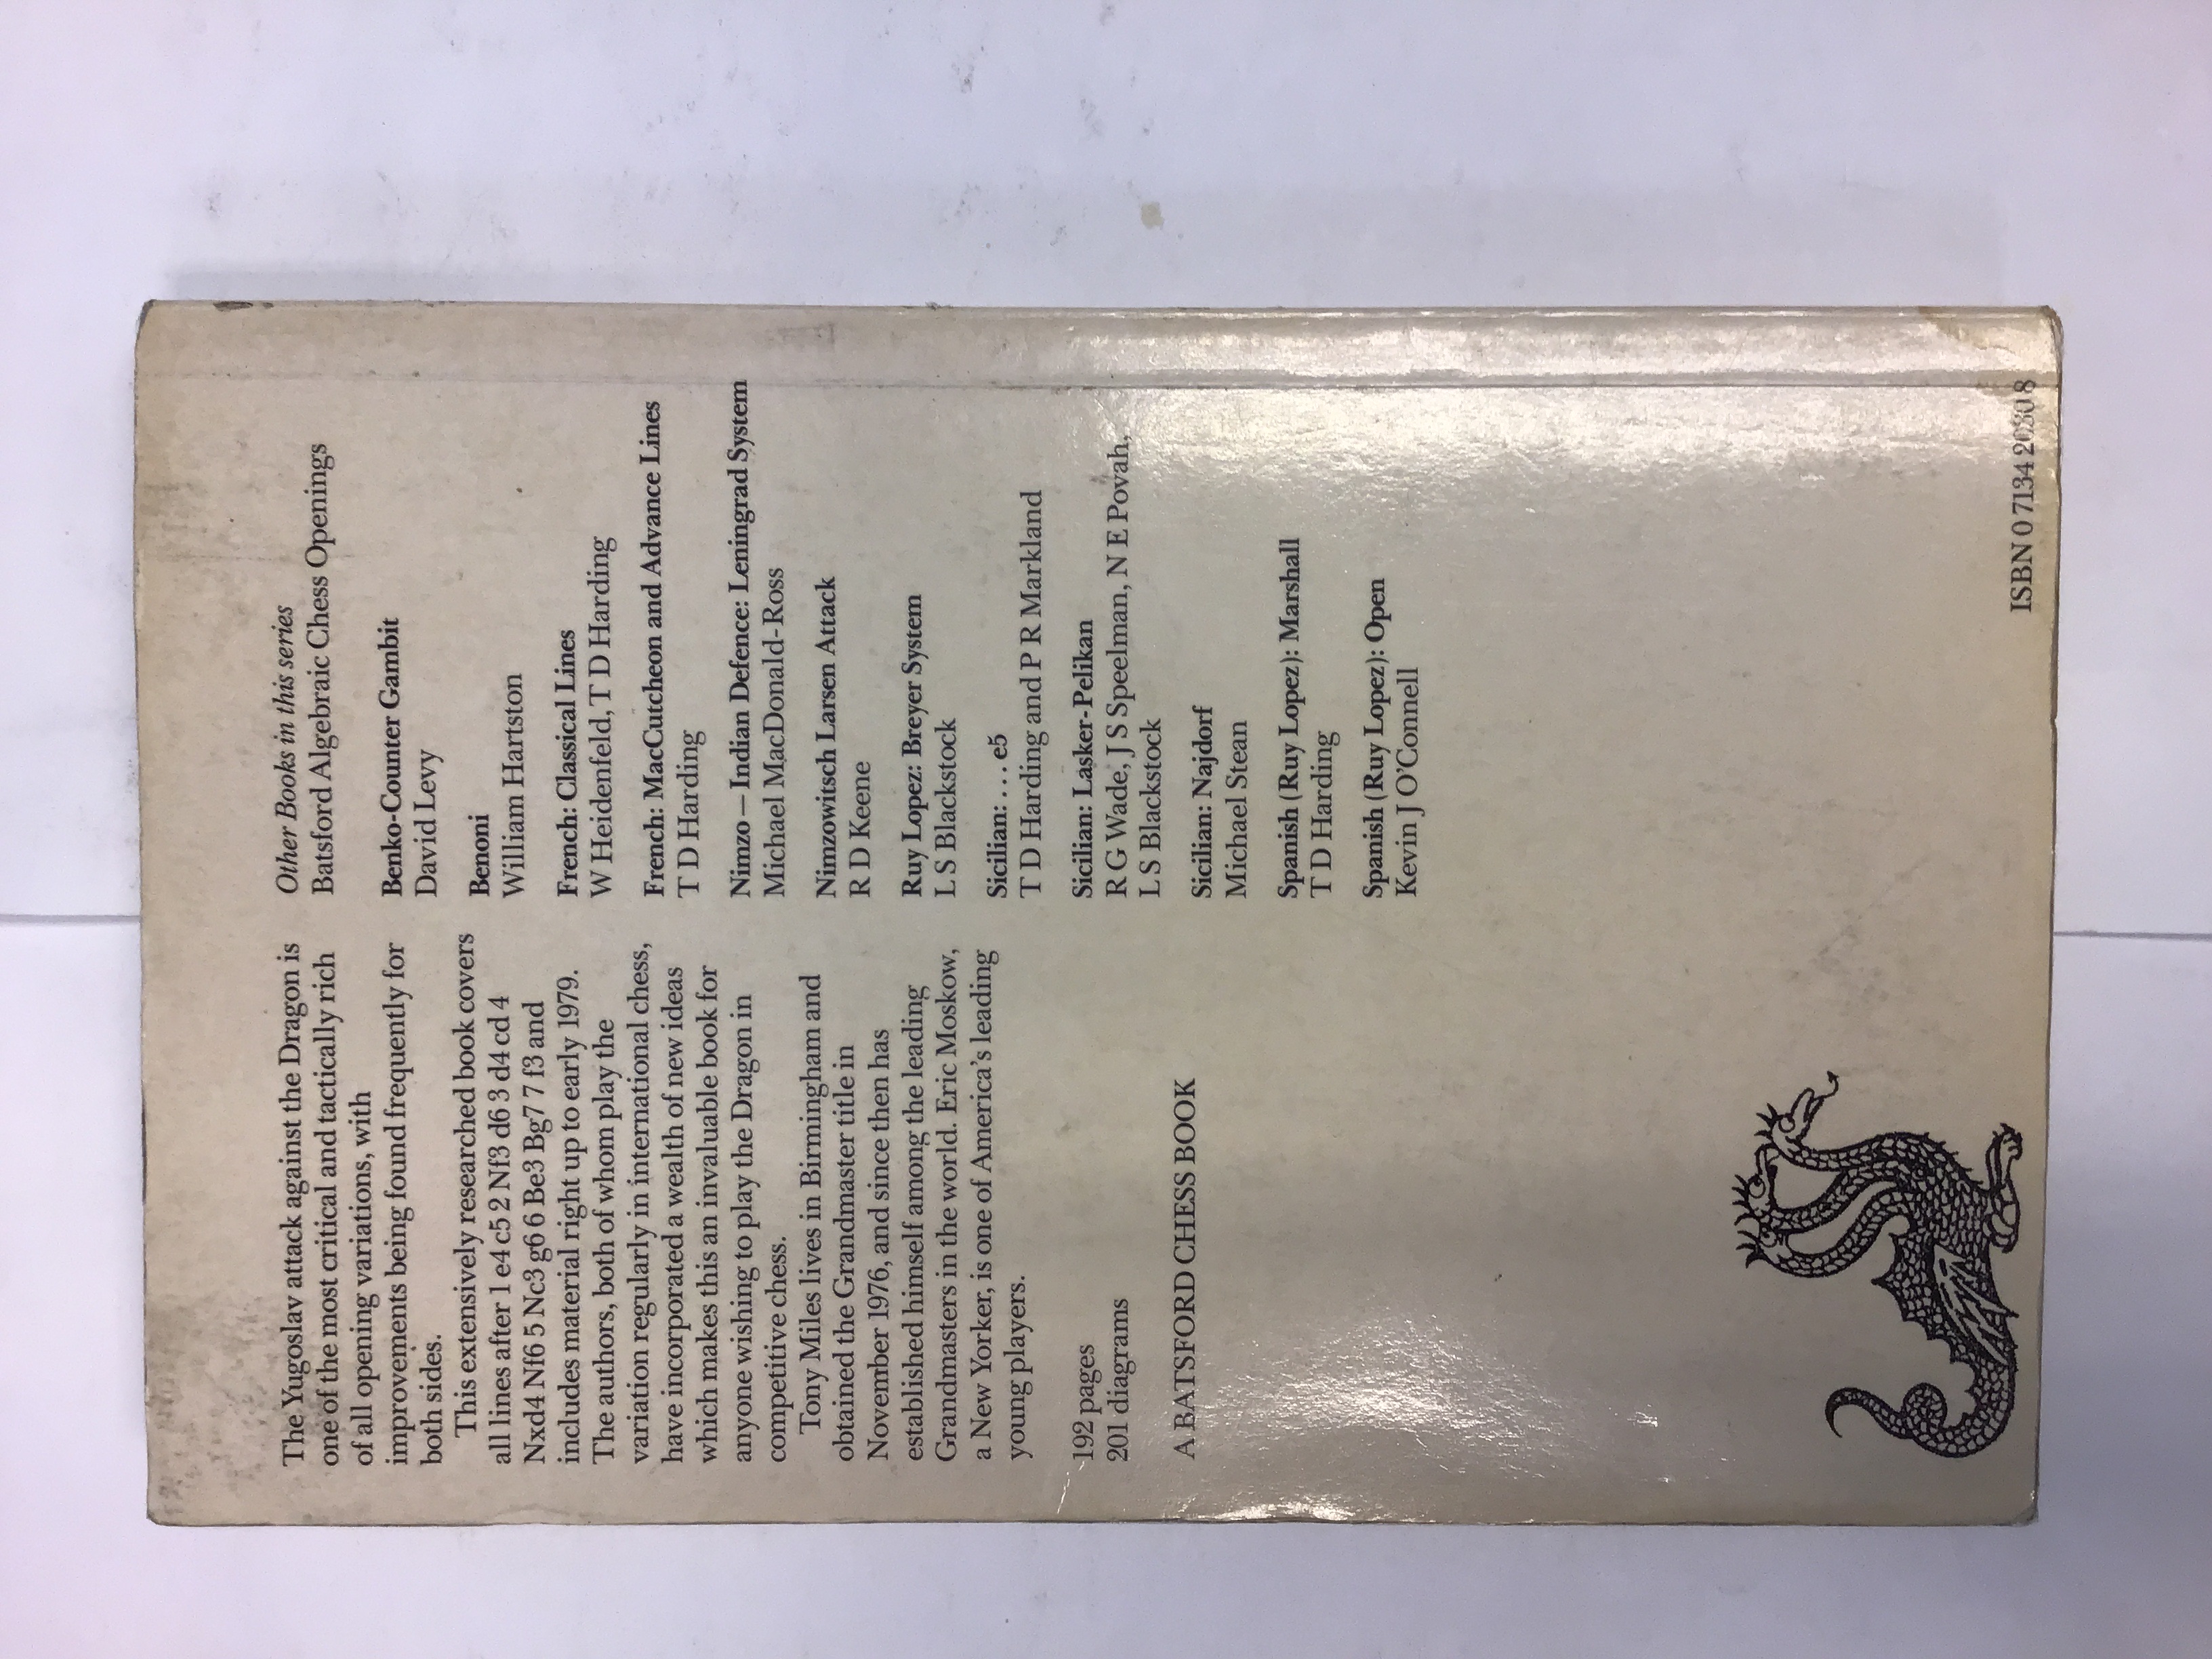 The Yugoslav attack against the Dragon is
one of the most critical and tactically rich
of all opening variations, with
improvements being found frequently for
both sides.
This extensively researched book covers
all lines after 1 e4 c5 2 Nf3 d6 3 d4 cd 4
Nxd4 Nf6 5 Nc3 g6 6 Be3 Bg7 7 f3 and
includes material right up to early 1979.
The authors, both of whom play the
variation regularly in international chess,
have incorporated a wealth of new ideas
which makes this an invaluable book for
anyone wishing to play the Dragon in
competitive chess.
Tony Miles lives in Birmingham and
obtained the Grandmaster title in
November 1976, and since then has
established himself among the leading
Grandmasters in the world. Eric Moskow,
a New Yorker, is one of America's leading
young players.
192 pages
201 diagrams
A BATSFORD CHESS BOOK
Other Books in this series
Batsford Algebraic Chess Openings
Benko-Counter Gambit
David Levy
Benoni
William Hartston
French: Classical Lines
W Heidenfeld, T D Harding
French: MacCutcheon and Advance Lines
T D Harding
Nimzo — Indian Defence: Leningrad System
Michael MacDonald-Ross
Nimzowitsch Larsen Attack
R D Keene
Ruy Lopez: Breyer System
L S Blackstock
Sicilian: . . . e5
T D Harding and P R Markland
Sicilian: Lasker-Pelikan
R G Wade, J S Speelman, N E Povah,
L S Blackstock
Sicilian: Najdorf
Michael Stean
Spanish (Ruy Lopez): Marshall
T D Harding
Spanish (Ruy Lopez): Open
Kevin J O'Connell
ISBN 0 7134 2030 8